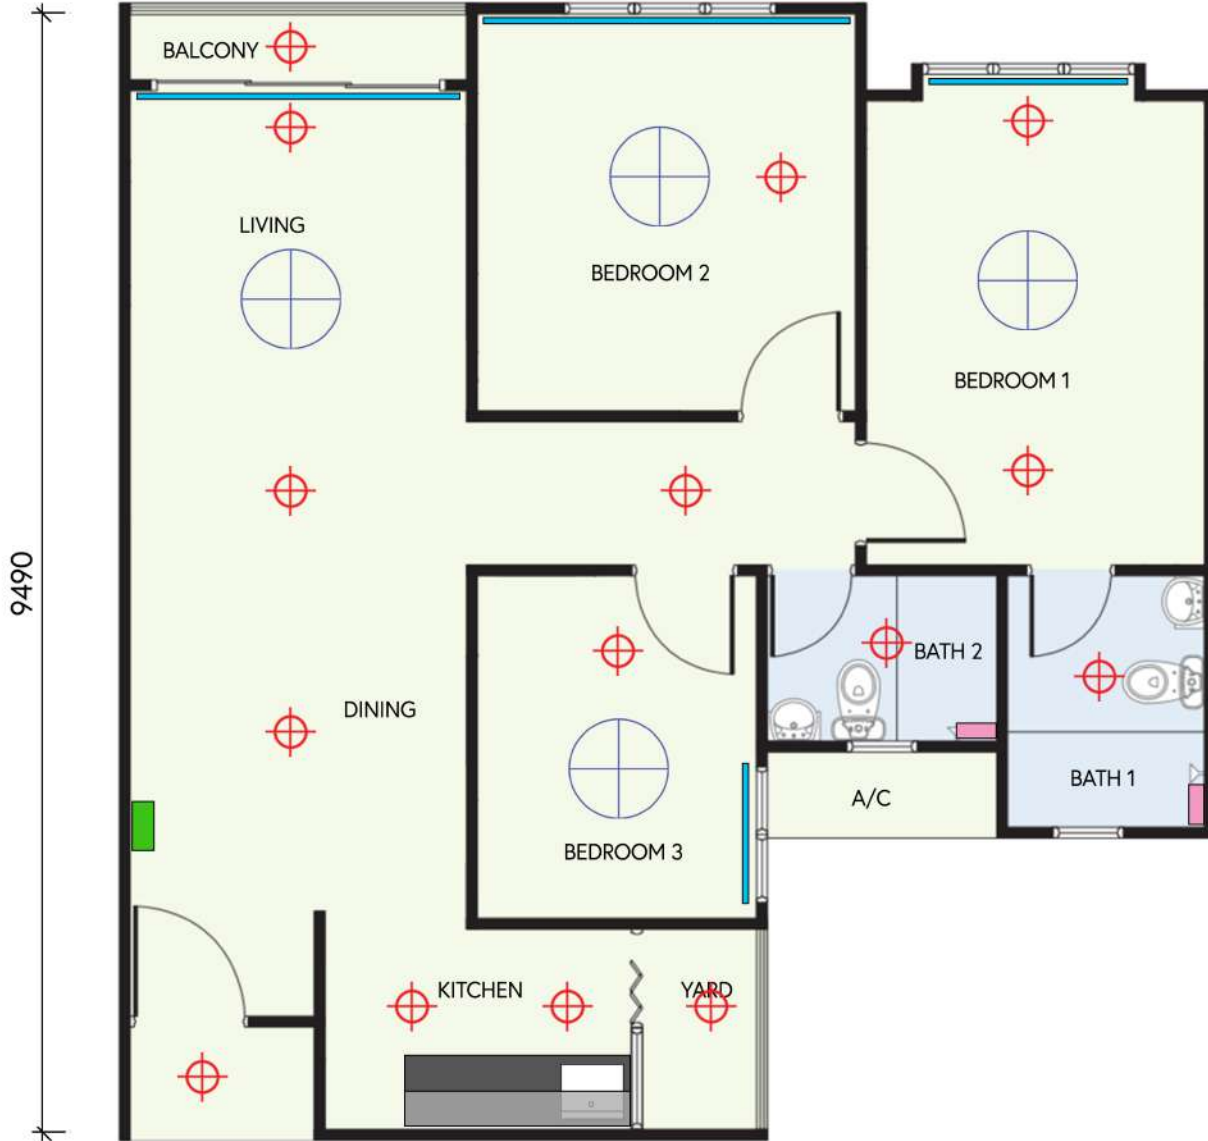 BALCONY
LIVING
BEDROOM 2
BEDROOM 1
9490
DINING
BATH 2
BATH 1
A/C
BEDROOM 3
KITCHEN
YARD